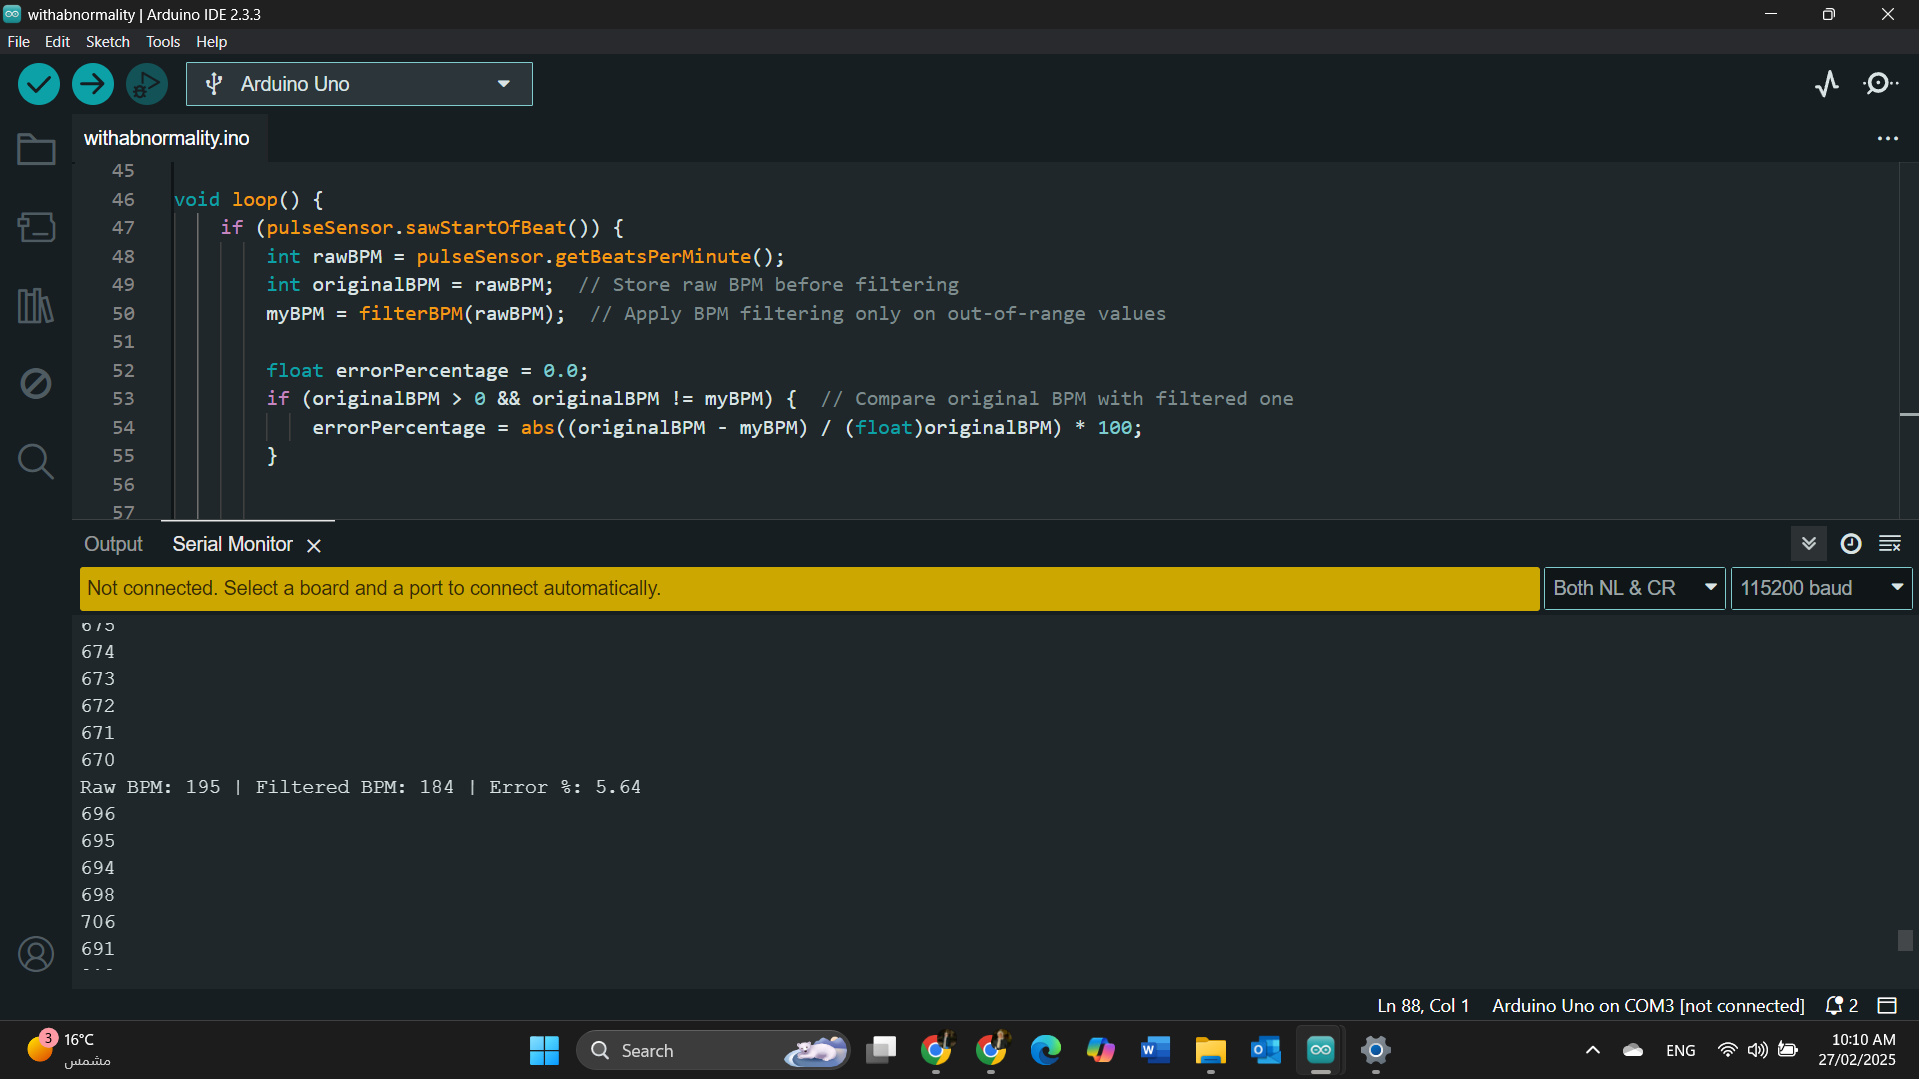 withabnormality | Arduino IDE 2.3.3
File Edit Sketch Tools Help
Arduino Uno
withabnormality.ino
45
46 void loop() {
47 if (pulseSensor.sawStartOfBeat()) {
48 int rawBPM = pulseSensor.getBeatsPerMinute();
49 int originalBPM = rawBPM; // Store raw BPM before filtering
50 myBPM = filterBPM(rawBPM); // Apply BPM filtering only on out-of-range values
51
52 float errorPercentage = 0.0;
53 if (originalBPM > 0 && originalBPM != myBPM) { // Compare original BPM with filtered one
54 errorPercentage = abs((originalBPM - myBPM) / (float)originalBPM) * 100;
55 }
56
57
Output Serial Monitor
Not connected. Select a board and a port to connect automatically.
Both NL & CR
115200 baud
675
674
673
672
671
670
Raw BPM: 195 | Filtered BPM: 184 | Error %: 5.64
696
695
694
698
706
691
Ln 88, Col 1 Arduino Uno on COM3 [not connected] 2
3
16°C
مشمس
Search
ENG
10:10 AM
27/02/2025